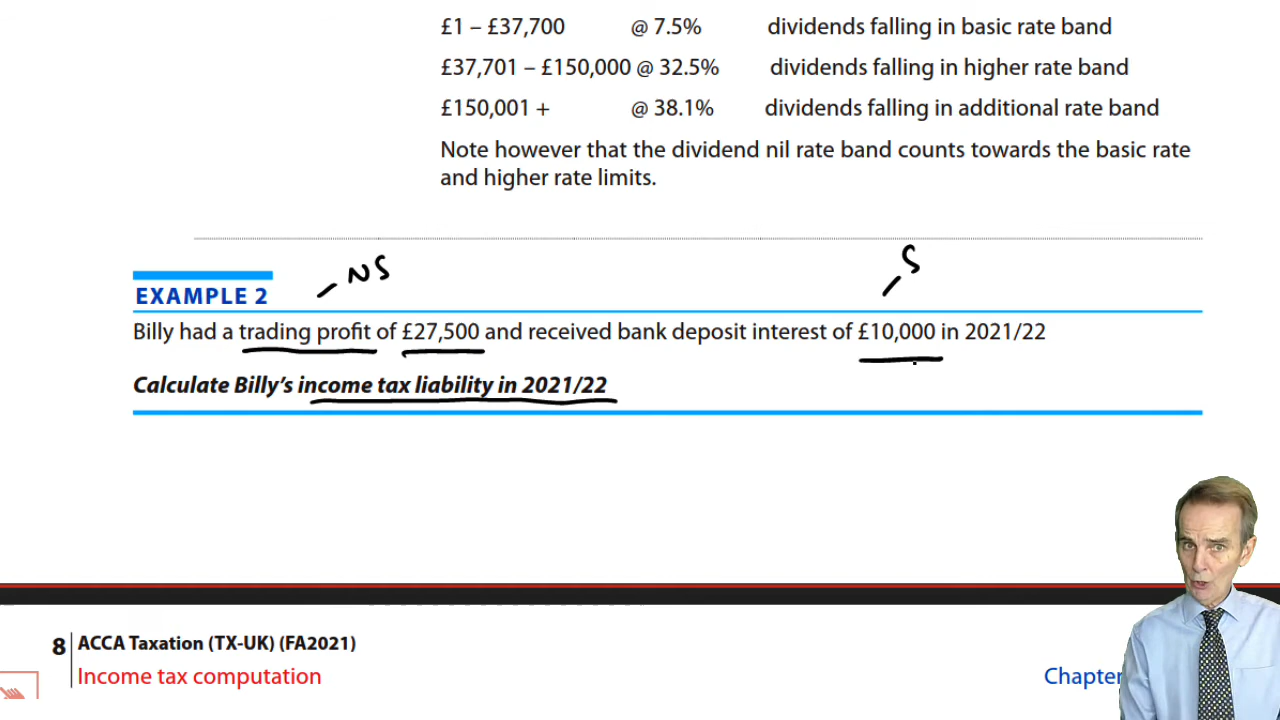 £1 – £37,700 @ 7.5% dividends falling in basic rate band
£37,701 – £150,000 @ 32.5% dividends falling in higher rate band
£150,001 + @ 38.1% dividends falling in additional rate band
Note however that the dividend nil rate band counts towards the basic rate
and higher rate limits.
NS
S
EXAMPLE 2
Billy had a trading profit of £27,500 and received bank deposit interest of £10,000 in 2021/22
Calculate Billy's income tax liability in 2021/22
8 ACCA Taxation (TX-UK) (FA2021)
Income tax computation
Chapter